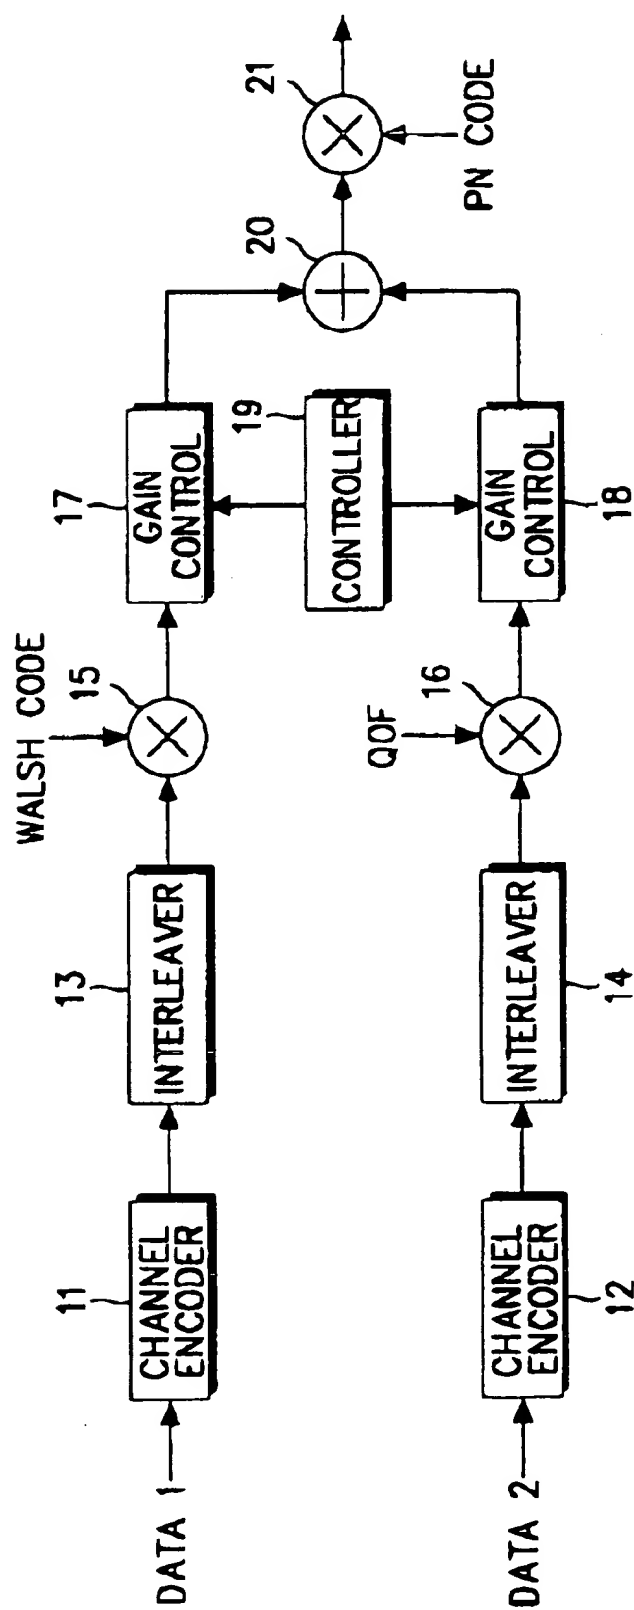 DATA 1
11
CHANNEL
ENCODER
13
INTERLEAVER
WALSH CODE
15
17
GAIN
CONTROL
19
CONTROLLER
20
21
PN CODE
DATA 2
CHANNEL
ENCODER
12
INTERLEAVER
14
QOF
16
GAIN
CONTROL
18